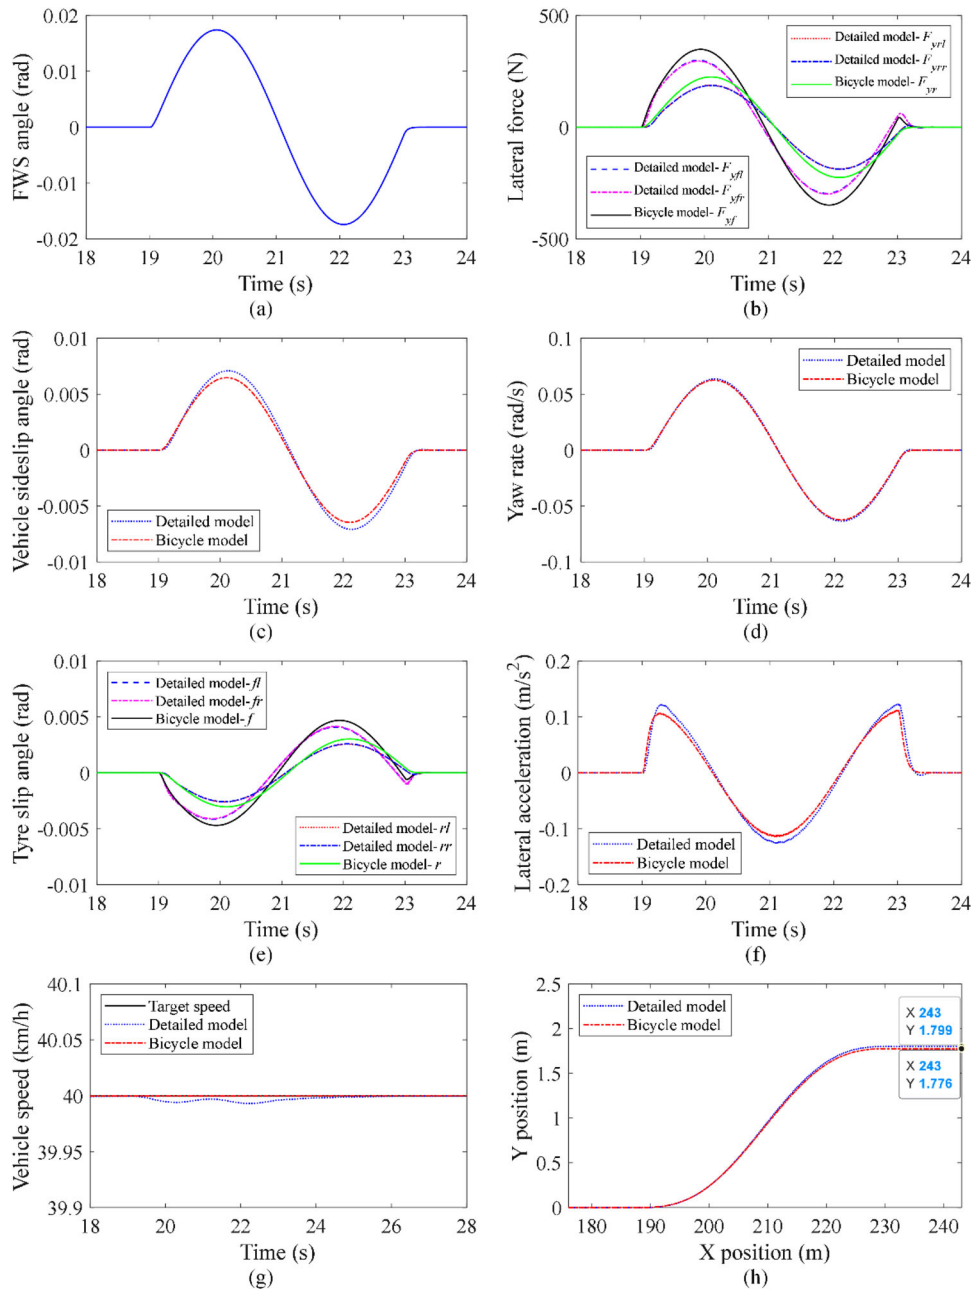 FWS angle (rad)
0.02
0.01
0
-0.01
-0.02
18 19 20 21 22 23 24
Time (s)
(a)
Lateral force (N)
500
0
-500
Detailed model- Fyrl
Detailed model- Fyrr
Bicycle model- Fyr
Detailed model- Fyfl
Detailed model- Fyfr
Bicycle model- Fyf
18 19 20 21 22 23 24
Time (s)
(b)
Vehicle sideslip angle (rad)
0.01
0.005
0
-0.005
-0.01
Detailed model
Bicycle model
18 19 20 21 22 23 24
Time (s)
(c)
Yaw rate (rad/s)
0.1
0.05
0
-0.05
-0.1
Detailed model
Bicycle model
18 19 20 21 22 23 24
Time (s)
(d)
Tyre slip angle (rad)
0.01
0.005
0
-0.005
-0.01
Detailed model- fl
Detailed model- fr
Bicycle model- f
Detailed model- rl
Detailed model- rr
Bicycle model- r
18 19 20 21 22 23 24
Time (s)
(e)
Lateral acceleration (m/s²)
0.2
0.1
0
-0.1
-0.2
Detailed model
Bicycle model
18 19 20 21 22 23 24
Time (s)
(f)
Vehicle speed (km/h)
40.1
40.05
40
39.95
39.9
Target speed
Detailed model
Bicycle model
18 20 22 24 26 28
Time (s)
(g)
Y position (m)
2.5
2
1.5
1
0.5
0
Detailed model
Bicycle model
X 243
Y 1.799
X 243
Y 1.776
180 190 200 210 220 230 240
X position (m)
(h)